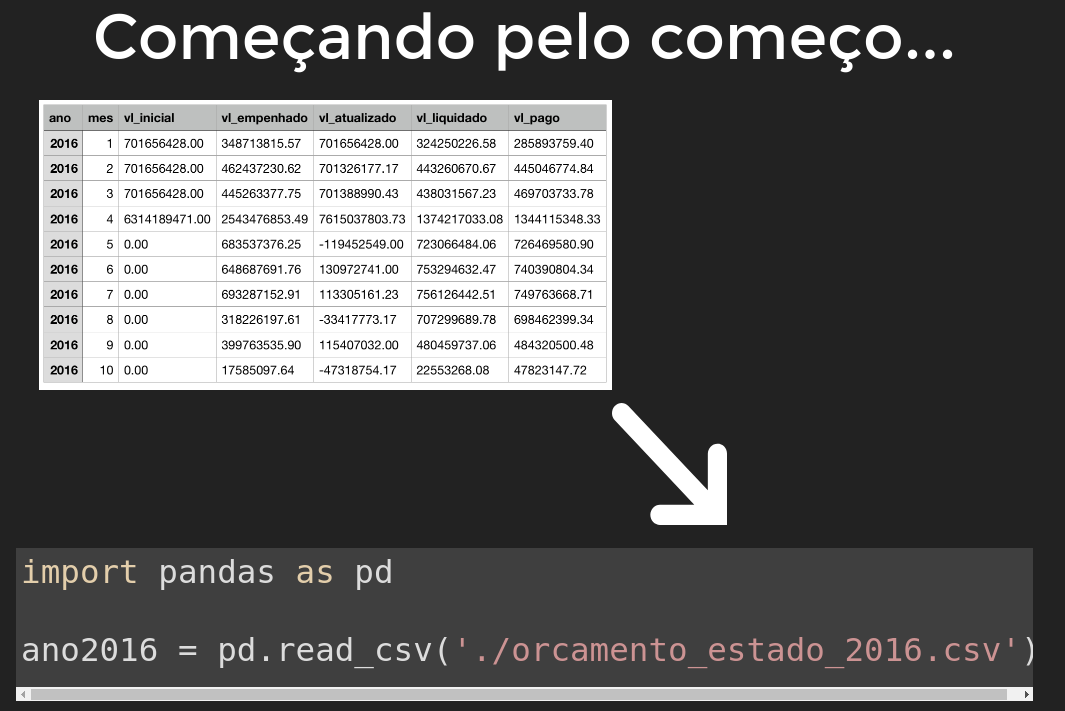 Começando pelo começo...
ano mes vl_inicial vl_empenhado vl_atualizado vl_liquidado vl_pago
2016 1 701656428.00 348713815.57 701656428.00 324250226.58 285893759.40
2016 2 701656428.00 462437230.62 701326177.17 443260670.67 445046774.84
2016 3 701656428.00 445263377.75 701388990.43 438031567.23 469703733.78
2016 4 6314189471.00 2543476853.49 7615037803.73 1374217033.08 1344115348.33
2016 5 0.00 683537376.25 -119452549.00 723066484.06 726469580.90
2016 6 0.00 648687691.76 130972741.00 753294632.47 740390804.34
2016 7 0.00 693287152.91 113305161.23 756126442.51 749763668.71
2016 8 0.00 318226197.61 -33417773.17 707299689.78 698462399.34
2016 9 0.00 399763535.90 115407032.00 480459737.06 484320500.48
2016 10 0.00 17585097.64 -47318754.17 22553268.08 47823147.72
import pandas as pd
ano2016 = pd.read_csv('./orcamento_estado_2016.csv')